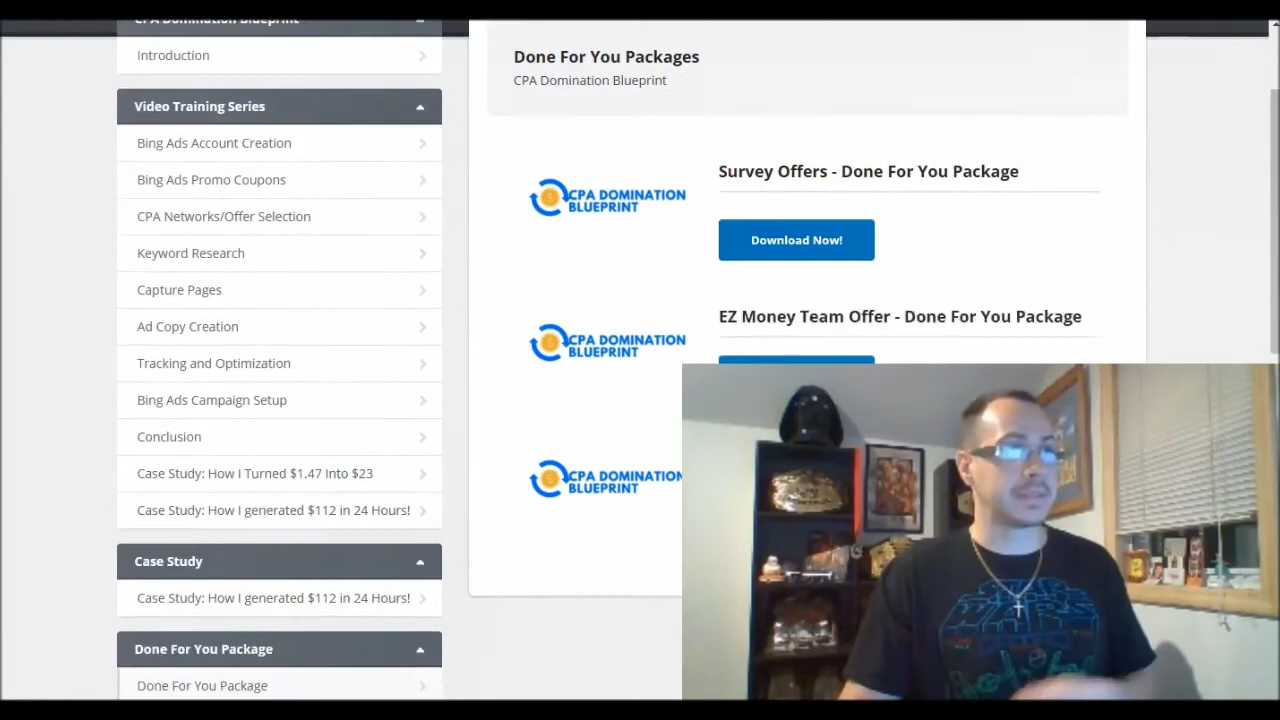 CPA Domination Blueprint
Introduction
Video Training Series
Bing Ads Account Creation
Bing Ads Promo Coupons
CPA Networks/Offer Selection
Keyword Research
Capture Pages
Ad Copy Creation
Tracking and Optimization
Bing Ads Campaign Setup
Conclusion
Case Study: How I Turned $1.47 Into $23
Case Study: How I generated $112 in 24 Hours!
Case Study
Case Study: How I generated $112 in 24 Hours!
Done For You Package
Done For You Package
Done For You Packages
CPA Domination Blueprint
CPA DOMINATION
BLUEPRINT
Survey Offers - Done For You Package
Download Now!
CPA DOMINATION
BLUEPRINT
EZ Money Team Offer - Done For You Package
CPA DOMINATION
BLUEPRINT
STAR
WARS